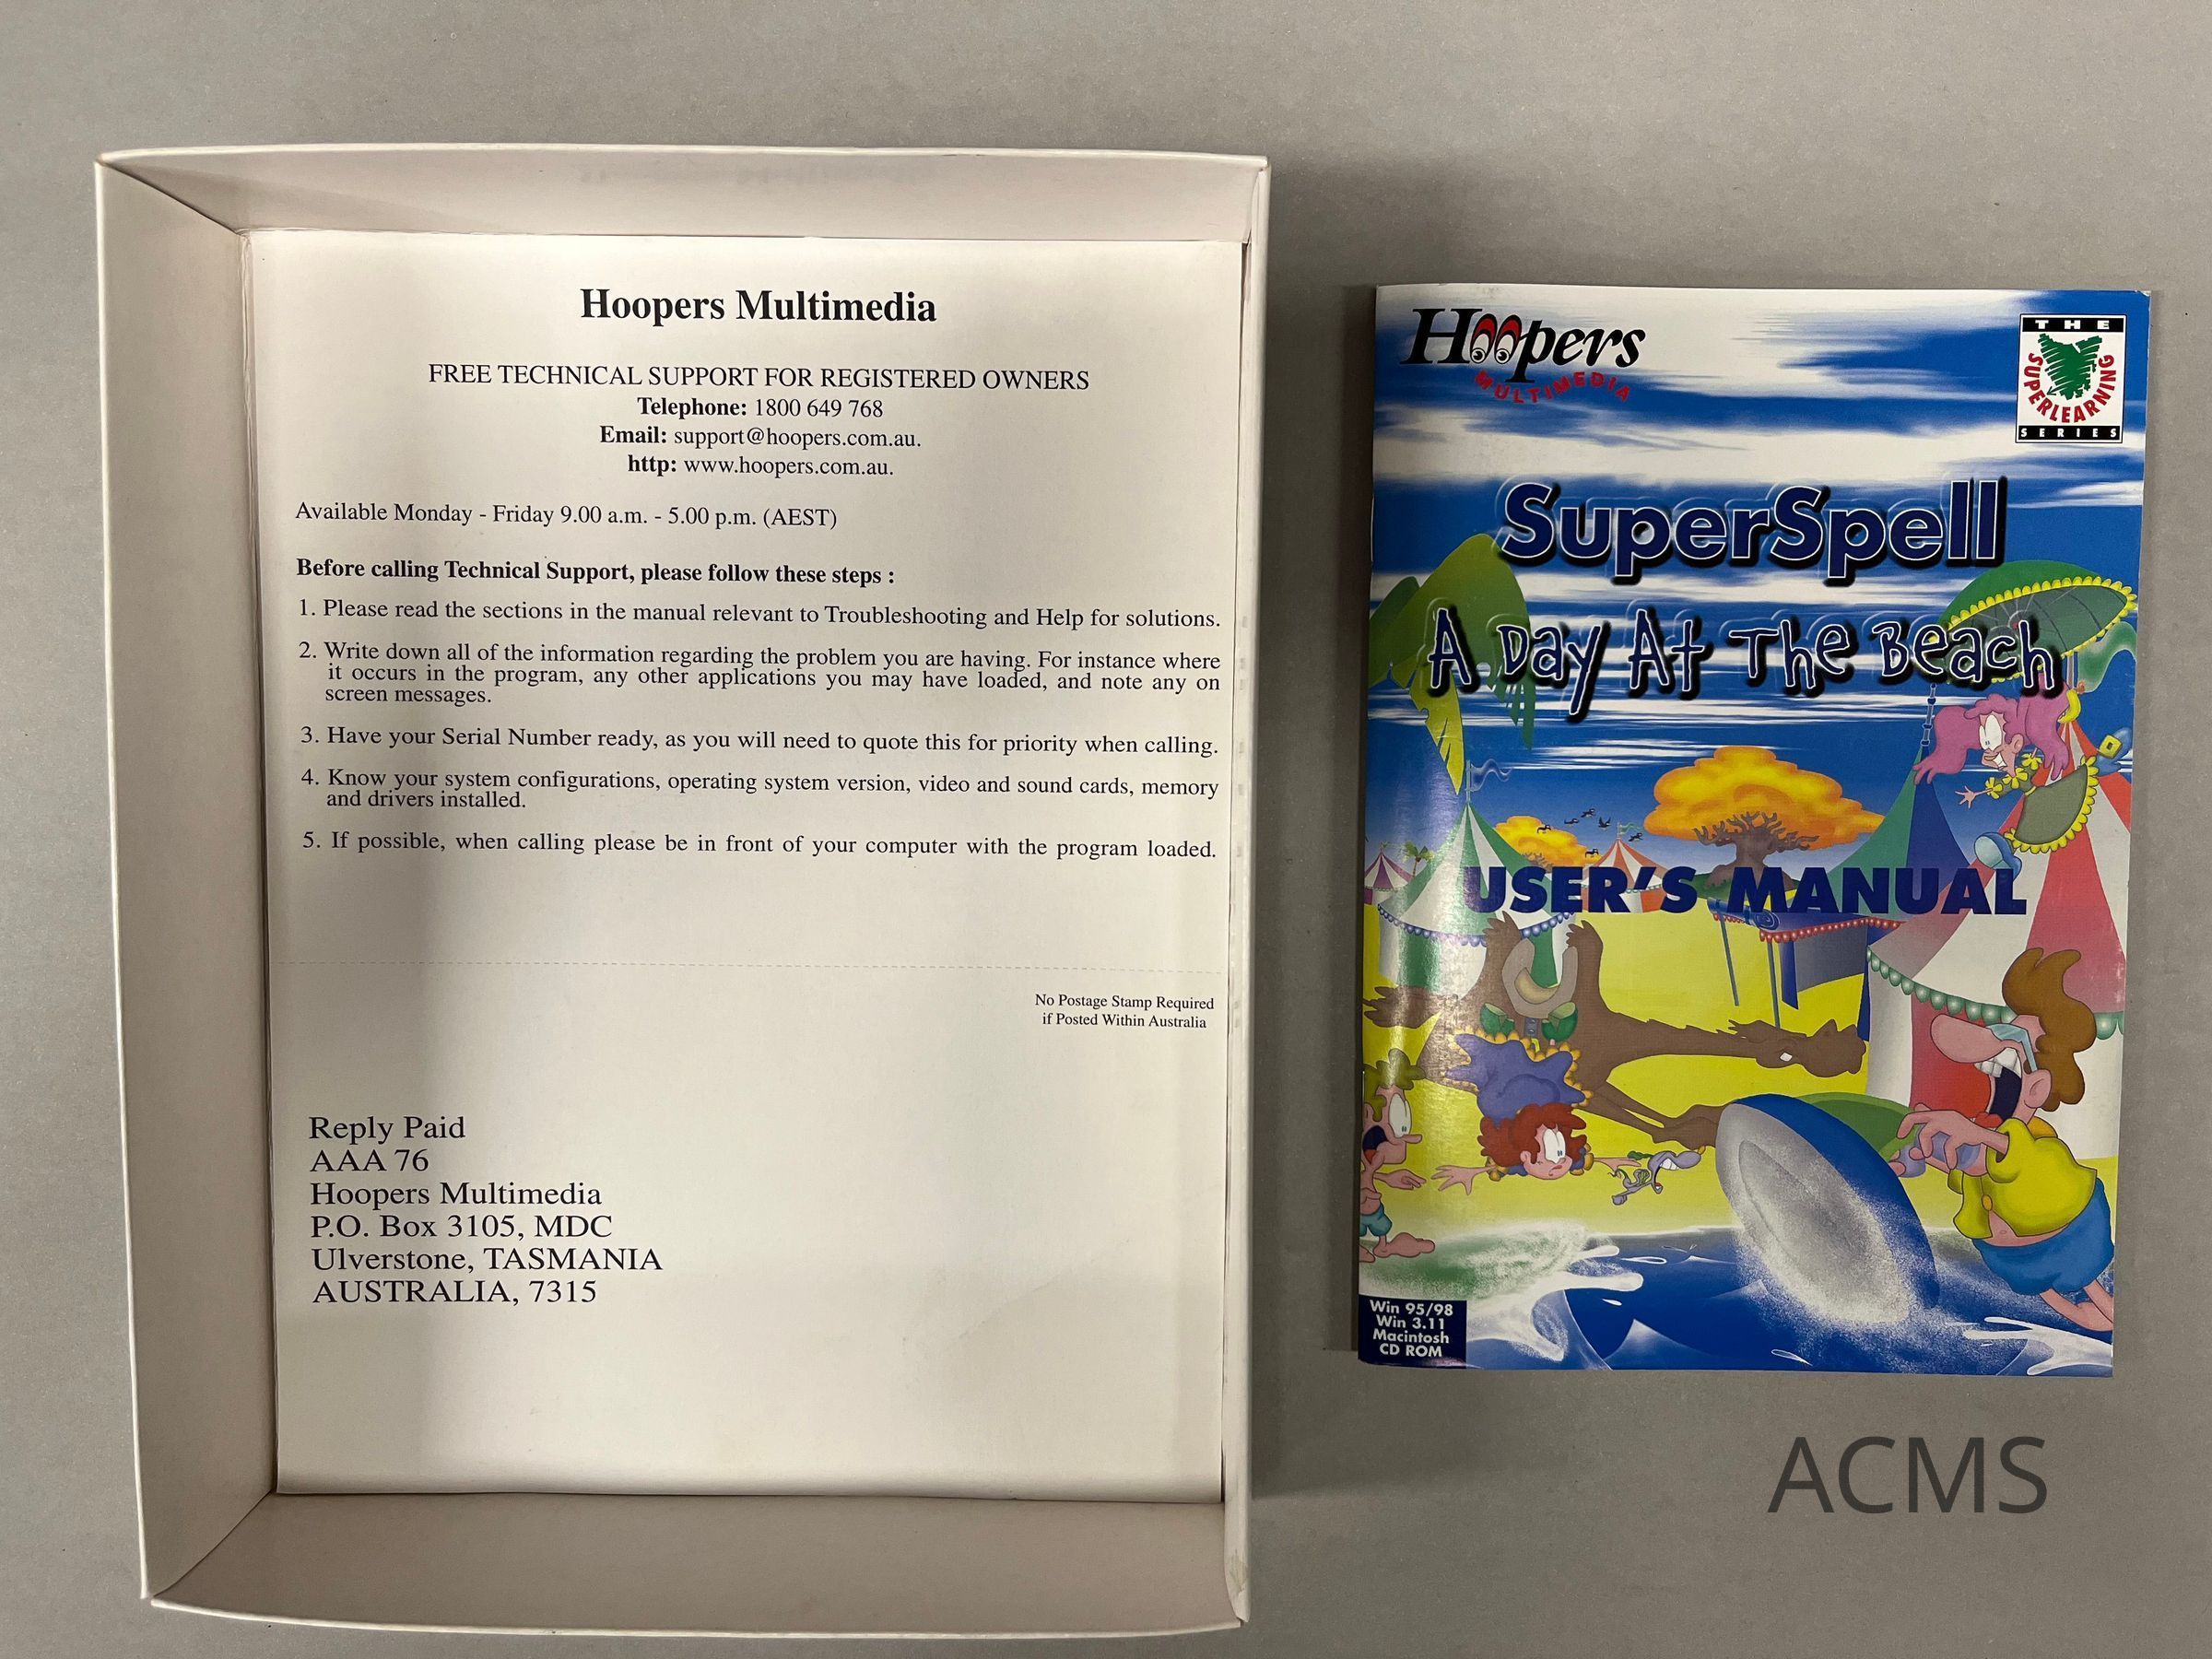 Hoopers Multimedia
FREE TECHNICAL SUPPORT FOR REGISTERED OWNERS
Telephone: 1800 649 768
Email: support@hoopers.com.au.
http: www.hoopers.com.au.
Available Monday - Friday 9.00 a.m. - 5.00 p.m. (AEST)
Before calling Technical Support, please follow these steps :
1. Please read the sections in the manual relevant to Troubleshooting and Help for solutions.
2. Write down all of the information regarding the problem you are having. For instance where
it occurs in the program, any other applications you may have loaded, and note any on
screen messages.
3. Have your Serial Number ready, as you will need to quote this for priority when calling.
4. Know your system configurations, operating system version, video and sound cards, memory
and drivers installed.
5. If possible, when calling please be in front of your computer with the program loaded.
No Postage Stamp Required
if Posted Within Australia
Reply Paid
AAA 76
Hoopers Multimedia
P.O. Box 3105, MDC
Ulverstone, TASMANIA
AUSTRALIA, 7315
Hoopers
MULTIMEDIA
THE
SUPERLEARNING
SERIES
SuperSpell
A Day At The Beach
USER'S MANUAL
Win 95/98
Win 3.11
Macintosh
CD ROM
ACMS